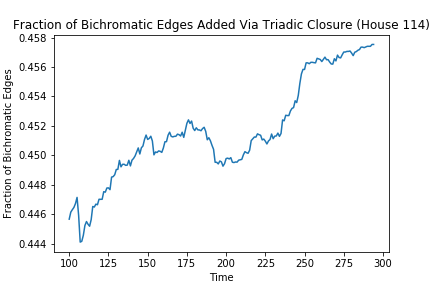 Fraction of Bichromatic Edges Added Via Triadic Closure (House 114)
0.458
0.456
0.454
0.452
0.450
0.448
0.446
0.444
Fraction of Bichromatic Edges
100 125 150 175 200 225 250 275 300
Time